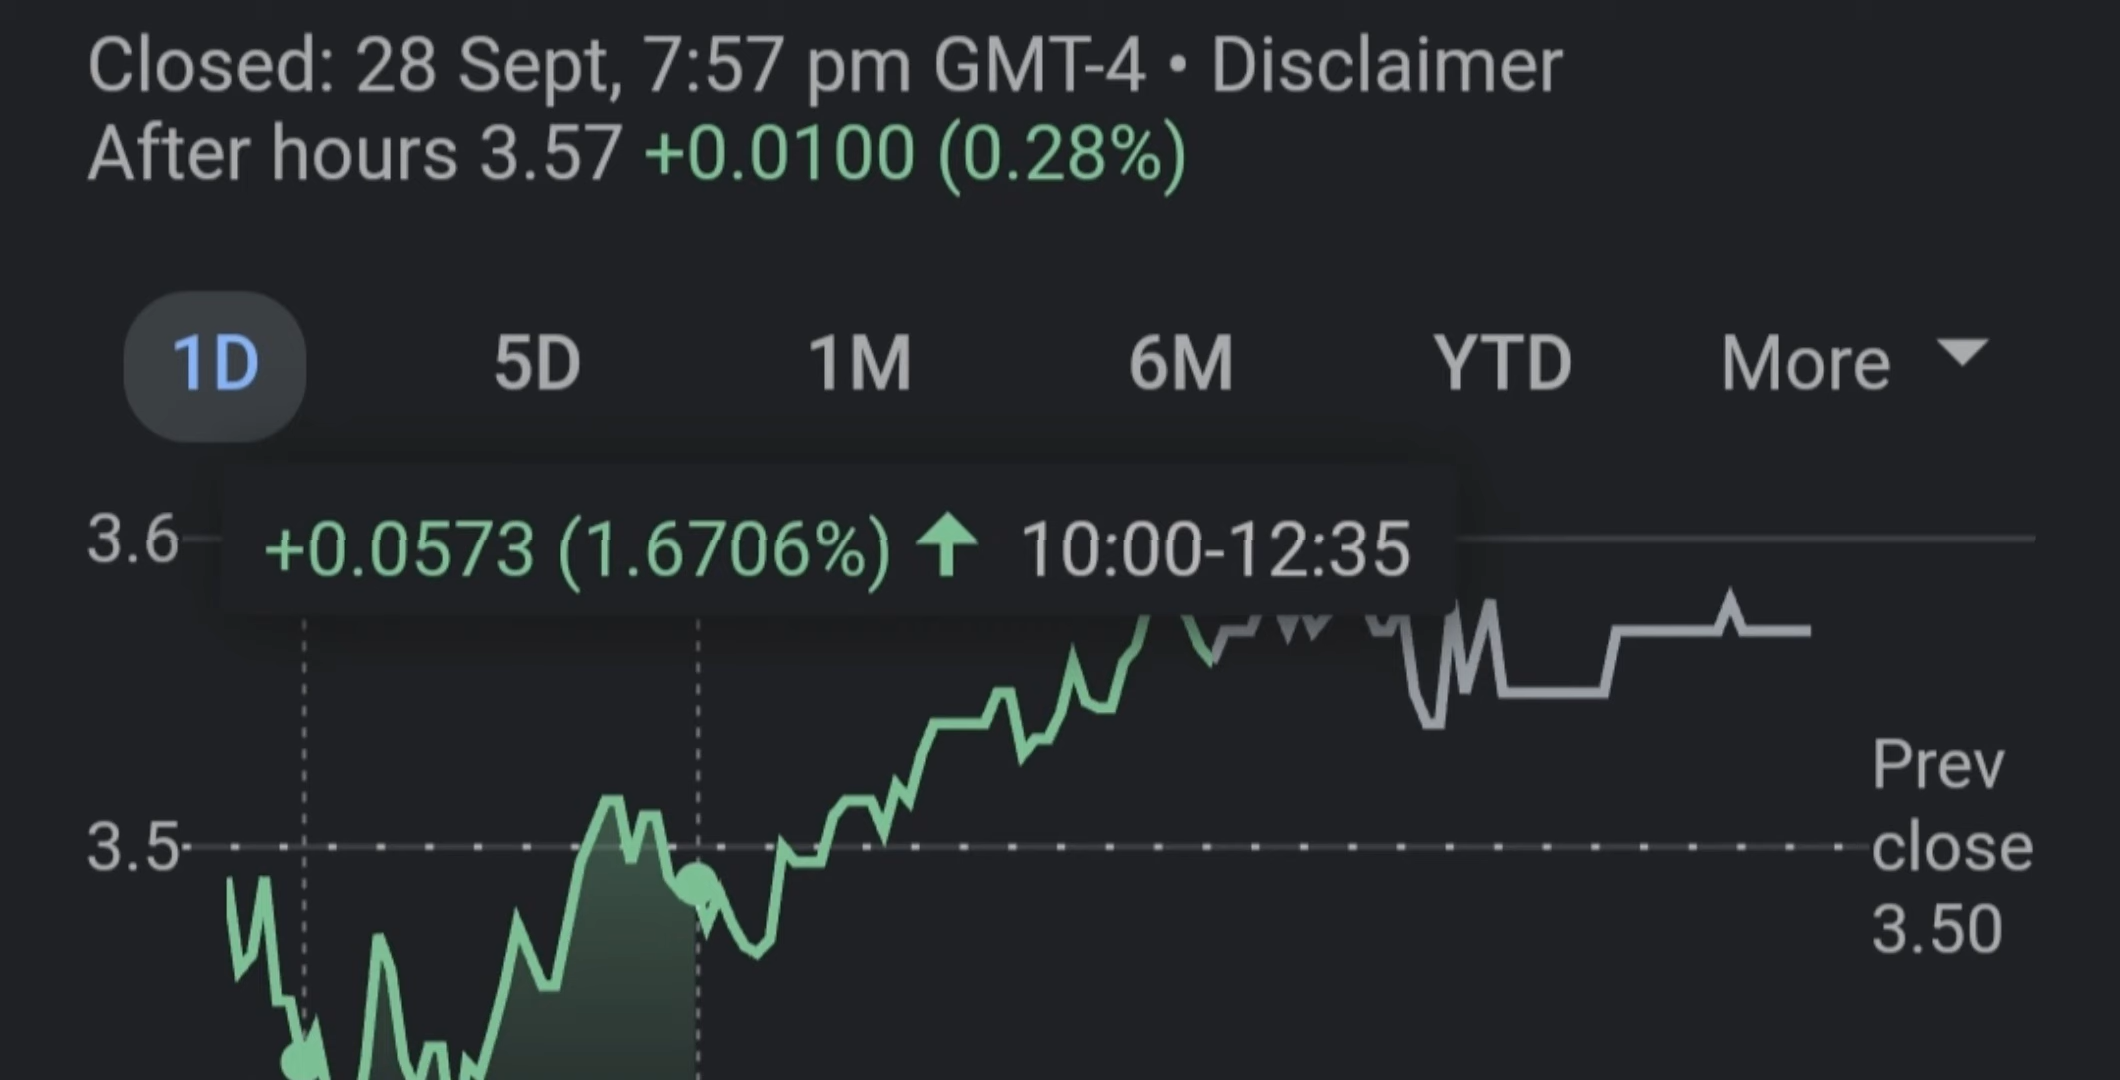 Closed: 28 Sept, 7:57 pm GMT-4 • Disclaimer
After hours 3.57 +0.0100 (0.28%)
1D 5D 1M 6M YTD More
3.6
+0.0573 (1.6706%) ↑ 10:00-12:35
3.5
Prev
close
3.50